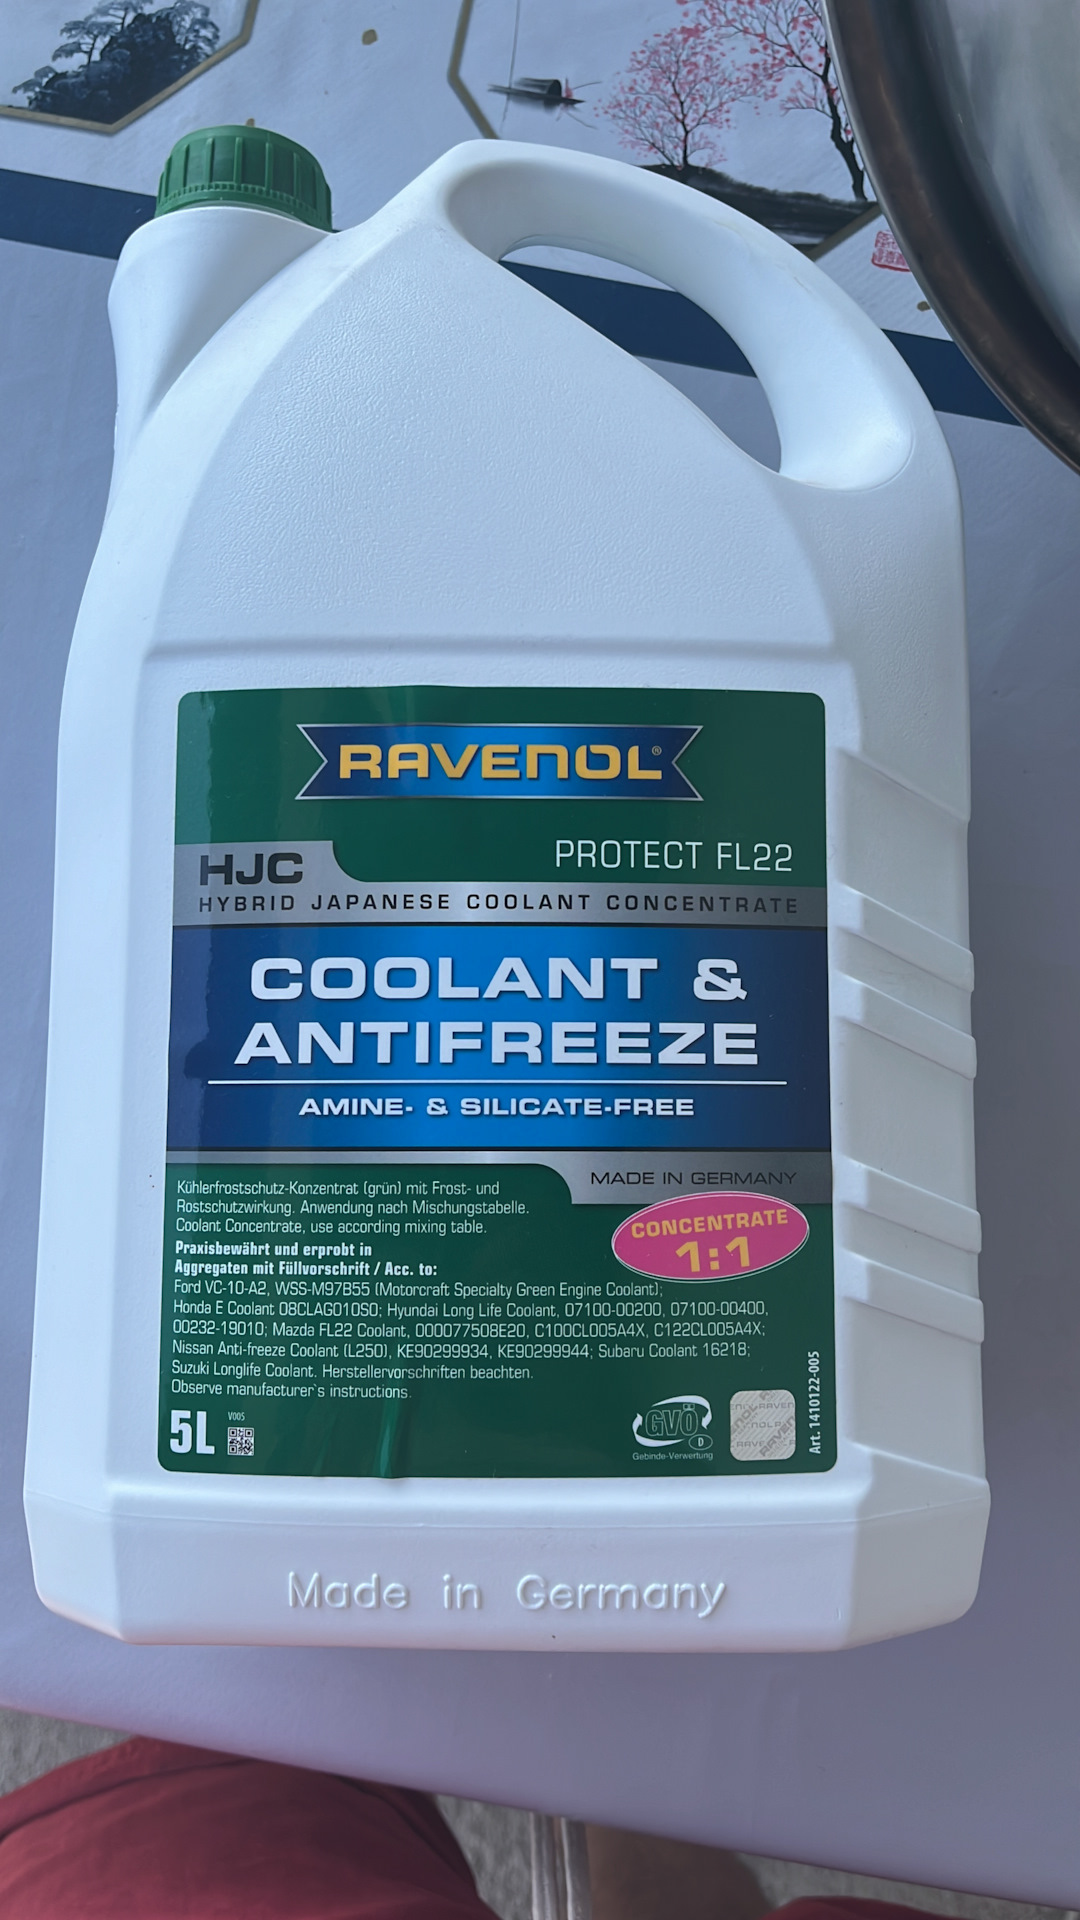 RAVENOL®
HJC
PROTECT FL22
HYBRID JAPANESE COOLANT CONCENTRATE
COOLANT &
ANTIFREEZE
AMINE- & SILICATE-FREE
MADE IN GERMANY
CONCENTRATE
1:1
Kühlerfrostschutz-Konzentrat (grün) mit Frost- und
Rostschutzwirkung. Anwendung nach Mischungstabelle.
Coolant Concentrate, use according mixing table.
Praxisbewährt und erprobt in
Aggregaten mit Füllvorschrift / Acc. to:
Ford VC-10-A2, WSS-M97B55 (Motorcraft Specialty Green Engine Coolant);
Honda E Coolant 08CLAG010S0; Hyundai Long Life Coolant, 07100-00200, 07100-00400,
00232-19010; Mazda FL22 Coolant, 000077508E20, C100CL005A4X, C122CL005A4X;
Nissan Anti-freeze Coolant (L250), KE90299934, KE90299944; Subaru Coolant 16218;
Suzuki Longlife Coolant. Herstellervorschriften beachten.
Observe manufacturer`s instructions.
5L
V005
GVÖ
D
Gebinde-Verwertung
Art. 1410122-005
Made in Germany